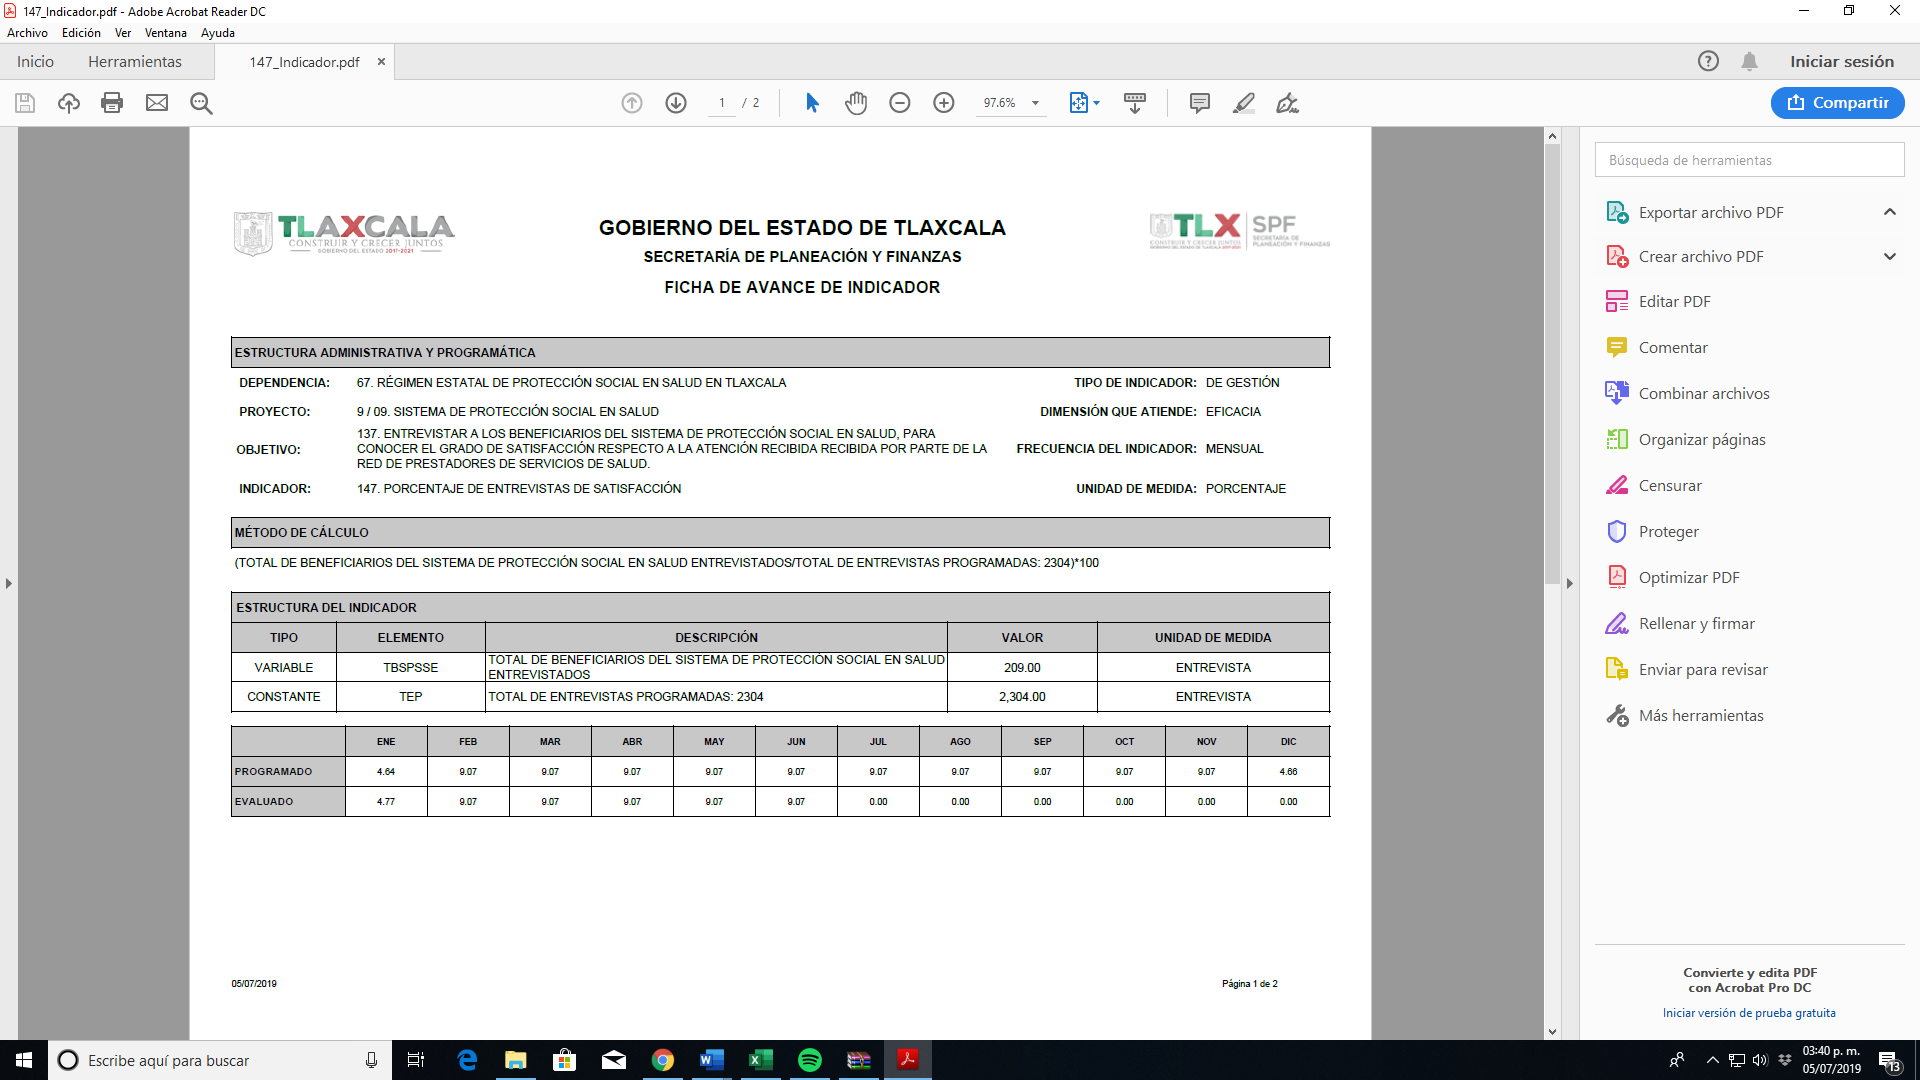 147_Indicador.pdf - Adobe Acrobat Reader DC
Archivo Edición Ver Ventana Ayuda
Inicio Herramientas 147_Indicador.pdf × Iniciar sesión
1 / 2 97.6% Compartir
Búsqueda de herramientas
Exportar archivo PDF
Crear archivo PDF
Editar PDF
Comentar
Combinar archivos
Organizar páginas
Censurar
Proteger
Optimizar PDF
Rellenar y firmar
Enviar para revisar
Más herramientas
Convierte y edita PDF
con Acrobat Pro DC
Iniciar versión de prueba gratuita
TLAXCALA
CONSTRUIR Y CRECER JUNTOS
GOBIERNO DEL ESTADO 2017-2021
GOBIERNO DEL ESTADO DE TLAXCALA
SECRETARÍA DE PLANEACIÓN Y FINANZAS
FICHA DE AVANCE DE INDICADOR
TLX SPF
CONSTRUIR Y CRECER JUNTOS
SECRETARÍA DE
PLANEACIÓN Y FINANZAS
ESTRUCTURA ADMINISTRATIVA Y PROGRAMÁTICA
DEPENDENCIA: 67. RÉGIMEN ESTATAL DE PROTECCIÓN SOCIAL EN SALUD EN TLAXCALA TIPO DE INDICADOR: DE GESTIÓN
PROYECTO: 9 / 09. SISTEMA DE PROTECCIÓN SOCIAL EN SALUD DIMENSIÓN QUE ATIENDE: EFICACIA
137. ENTREVISTAR A LOS BENEFICIARIOS DEL SISTEMA DE PROTECCIÓN SOCIAL EN SALUD, PARA
OBJETIVO: CONOCER EL GRADO DE SATISFACCIÓN RESPECTO A LA ATENCIÓN RECIBIDA RECIBIDA POR PARTE DE LA FRECUENCIA DEL INDICADOR: MENSUAL
RED DE PRESTADORES DE SERVICIOS DE SALUD.
INDICADOR: 147. PORCENTAJE DE ENTREVISTAS DE SATISFACCIÓN UNIDAD DE MEDIDA: PORCENTAJE
MÉTODO DE CÁLCULO
(TOTAL DE BENEFICIARIOS DEL SISTEMA DE PROTECCIÓN SOCIAL EN SALUD ENTREVISTADOS/TOTAL DE ENTREVISTAS PROGRAMADAS: 2304)*100
ESTRUCTURA DEL INDICADOR
TIPO ELEMENTO DESCRIPCIÓN VALOR UNIDAD DE MEDIDA
VARIABLE TBSPSSE TOTAL DE BENEFICIARIOS DEL SISTEMA DE PROTECCIÓN SOCIAL EN SALUD 209.00 ENTREVISTA
ENTREVISTADOS
CONSTANTE TEP TOTAL DE ENTREVISTAS PROGRAMADAS: 2304 2,304.00 ENTREVISTA
ENE FEB MAR ABR MAY JUN JUL AGO SEP OCT NOV DIC
PROGRAMADO 4.64 9.07 9.07 9.07 9.07 9.07 9.07 9.07 9.07 9.07 9.07 4.66
EVALUADO 4.77 9.07 9.07 9.07 9.07 9.07 0.00 0.00 0.00 0.00 0.00 0.00
05/07/2019 Página 1 de 2
Escribe aquí para buscar
03:40 p. m.
05/07/2019
13